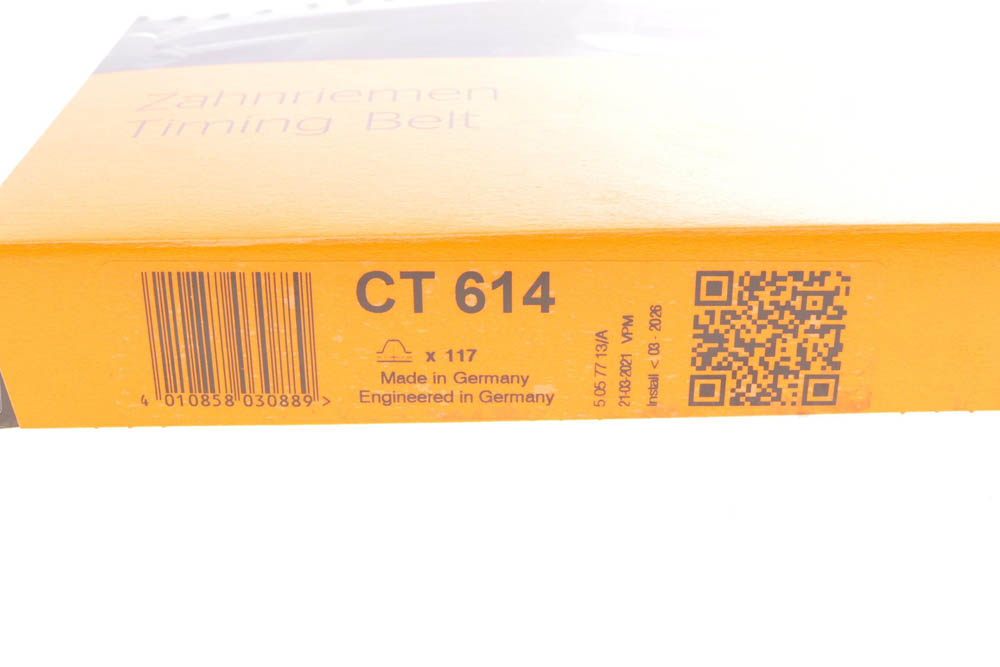 Zahnriemen
Timing Belt
CT 614
x 117
Made in Germany
Engineered in Germany
4 010858 030889 >
5 05 77 13/A
21-03-2021 VPM
Install < 03 - 2026